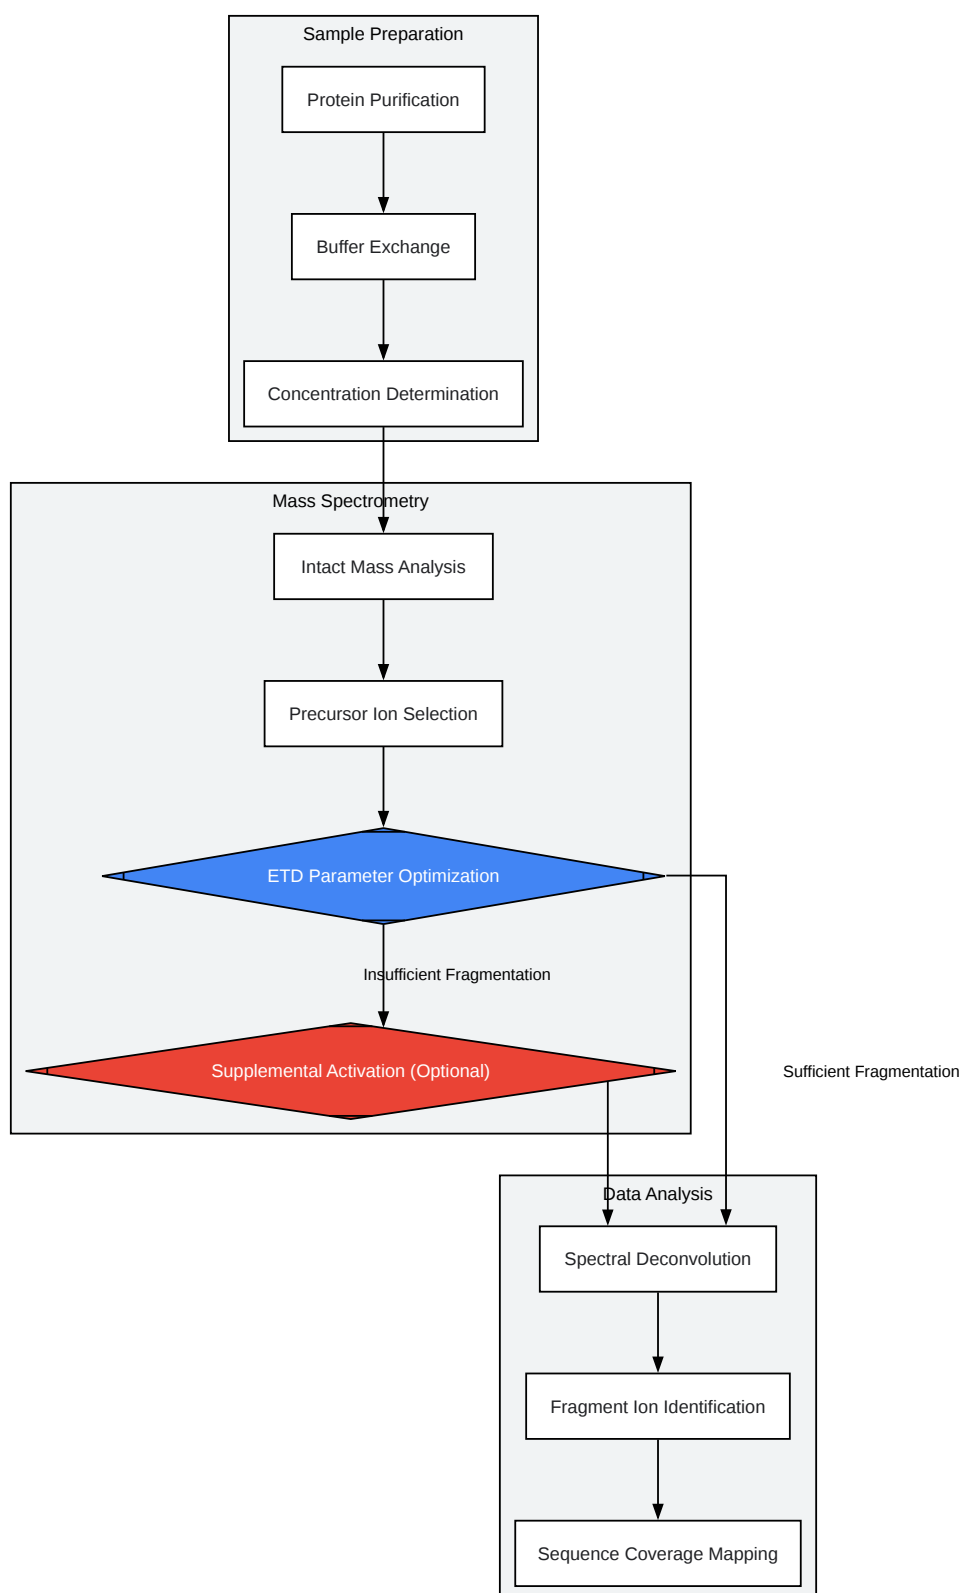 Sample Preparation
Protein Purification
Buffer Exchange
Concentration Determination
Mass Spectrometry
Intact Mass Analysis
Precursor Ion Selection
ETD Parameter Optimization
Insufficient Fragmentation
Supplemental Activation (Optional)
Sufficient Fragmentation
Data Analysis
Spectral Deconvolution
Fragment Ion Identification
Sequence Coverage Mapping